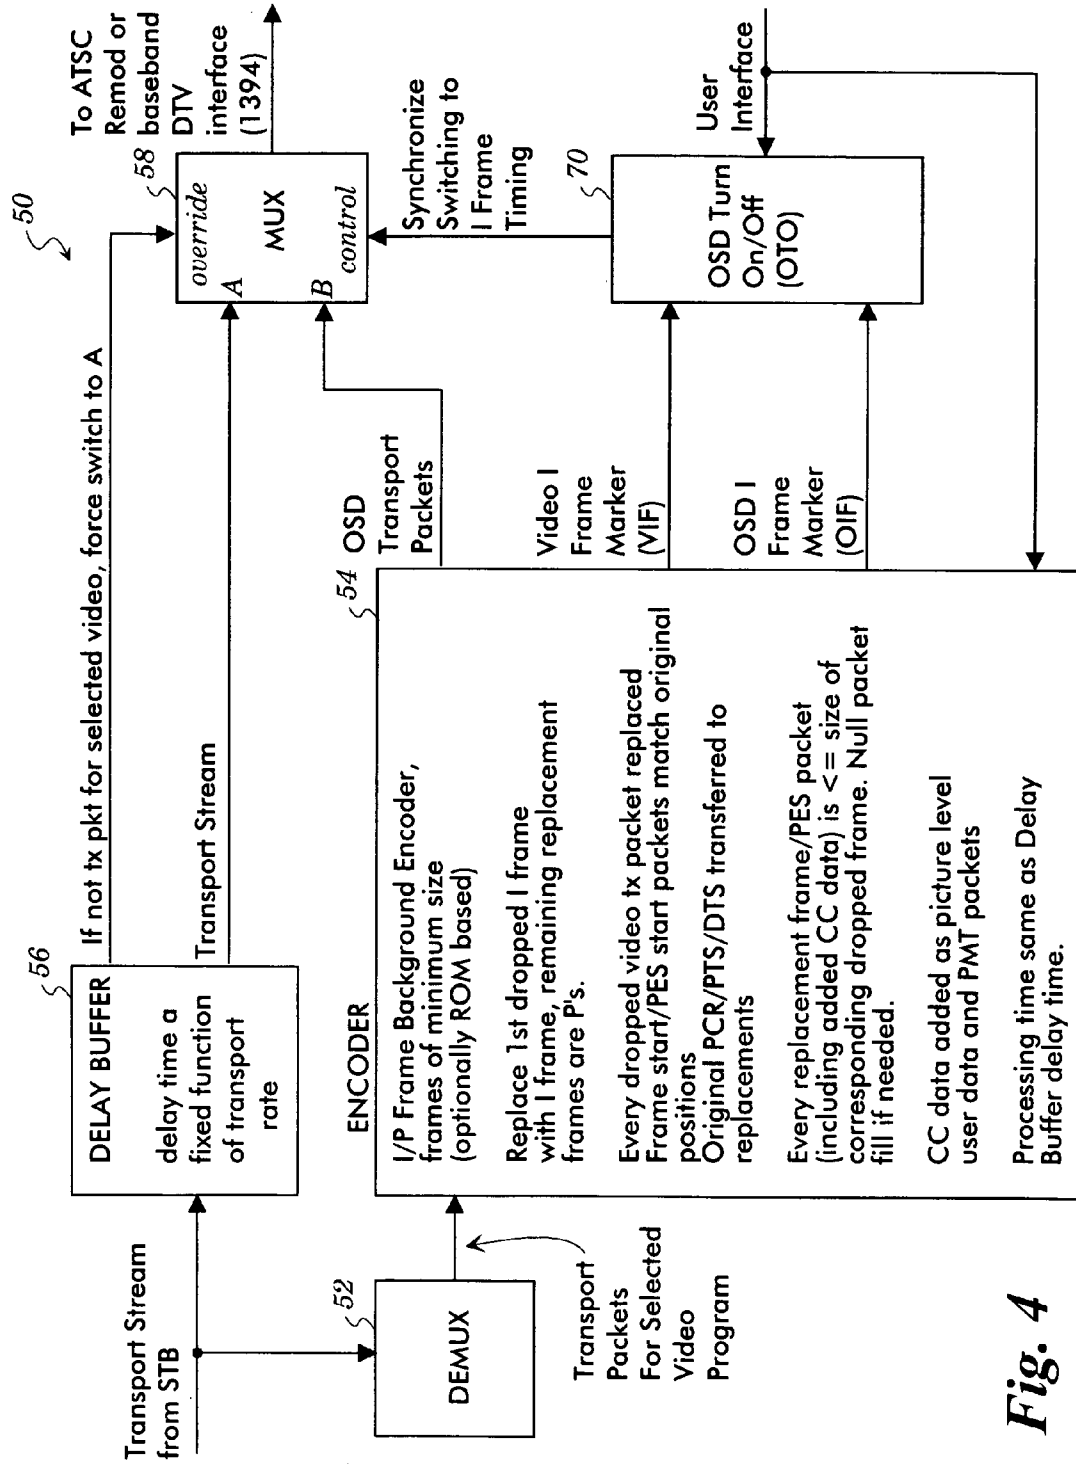 50
Transport Stream
from STB
56
DELAY BUFFER
delay time a
fixed function
of transport
rate
If not tx pkt for selected video, force switch to A
Transport Stream
58
override
A
MUX
B
control
To ATSC
Remod or
baseband
DTV
interface
(1394)
52
DEMUX
Transport
Packets
For Selected
Video
Program
ENCODER
54
I/P Frame Background Encoder,
frames of minimum size
(optionally ROM based)
Replace 1st dropped I frame
with I frame, remaining replacement
frames are P's.
Every dropped video tx packet replaced
Frame start/PES start packets match original
positions
Original PCR/PTS/DTS transferred to
replacements
Every replacement frame/PES packet
(including added CC data) is <= size of
corresponding dropped frame. Null packet
fill if needed.
CC data added as picture level
user data and PMT packets
Processing time same as Delay
Buffer delay time.
OSD
Transport
Packets
Video I
Frame
Marker
(VIF)
OSD I
Frame
Marker
(OIF)
Synchronize
Switching to
I Frame
Timing
70
OSD Turn
On/Off
(OTO)
User
Interface
Fig. 4